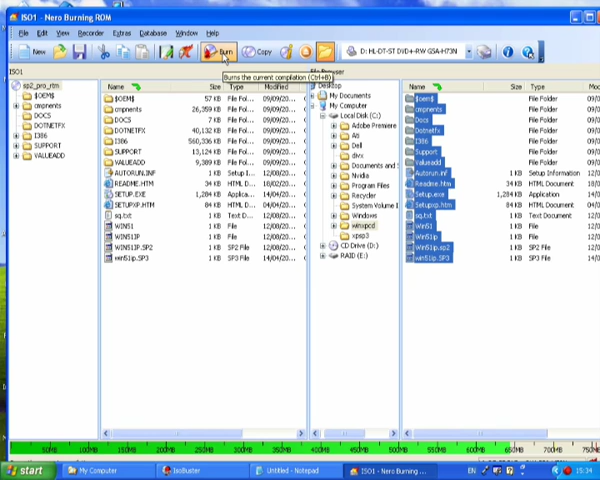 ISO1 - Nero Burning ROM
File Edit View Recorder Extras Database Window Help
New Burn Copy D: HL-DT-ST DVD+-RW GSA-H73N
Burns the current compilation (Ctrl+B)
ISO1
sp2_pro_rtm
$OEM$
cmpnents
DOCS
DOTNETFX
I386
SUPPORT
VALUEADD
Name Size Type Modified
$OEM$ 57 KB File Fol... 09/09/20...
cmpnents 26,359 KB File Fol... 09/09/20...
DOCS 7 KB File Fol... 09/09/20...
DOTNETFX 40,132 KB File Fol... 09/09/20...
I386 560,336 KB File Fol... 09/09/20...
SUPPORT 13,124 KB File Fol... 09/09/20...
VALUEADD 9,389 KB File Fol... 09/09/20...
AUTORUN.INF 1 KB Setup I... 12/08/20...
README.HTM 34 KB HTML D... 12/08/20...
SETUP.EXE 1,284 KB Applica... 14/04/20...
SETUPXP.HTM 84 KB HTML D... 12/08/20...
sq.txt 1 KB Text D... 12/08/20...
WIN51 1 KB File 12/08/20...
WIN51IP 1 KB File 12/08/20...
WIN51IP.SP2 1 KB SP2 File 12/08/20...
win51ip.SP3 1 KB SP3 File 14/04/20...
Desktop
My Documents
My Computer
Local Disk (C:)
Adobe Premiere
Ati
Dell
divx
Documents and S
Nvidia
Program Files
Recycler
System Volume I
Windows
winxpcd
xpsp3
CD Drive (D:)
RAID (E:)
Name Size Type
$oem$ File Folder
cmpnents File Folder
Docs File Folder
Dotnetfx File Folder
I386 File Folder
Support File Folder
Valueadd File Folder
Autorun.inf 1 KB Setup Information
Readme.htm 34 KB HTML Document
Setup.exe 1,284 KB Application
Setupxp.htm 84 KB HTML Document
sq.txt 1 KB Text Document
Win51 1 KB File
Win51ip 1 KB File
Win51ip.sp2 1 KB SP2 File
win51ip.SP3 1 KB SP3 File
50MB 100MB 150MB 200MB 250MB 300MB 350MB 400MB 450MB 500MB 550MB 600MB 650MB 700MB
start My Computer IsoBuster Untitled - Notepad ISO1 - Nero Burning ... EN 15:34